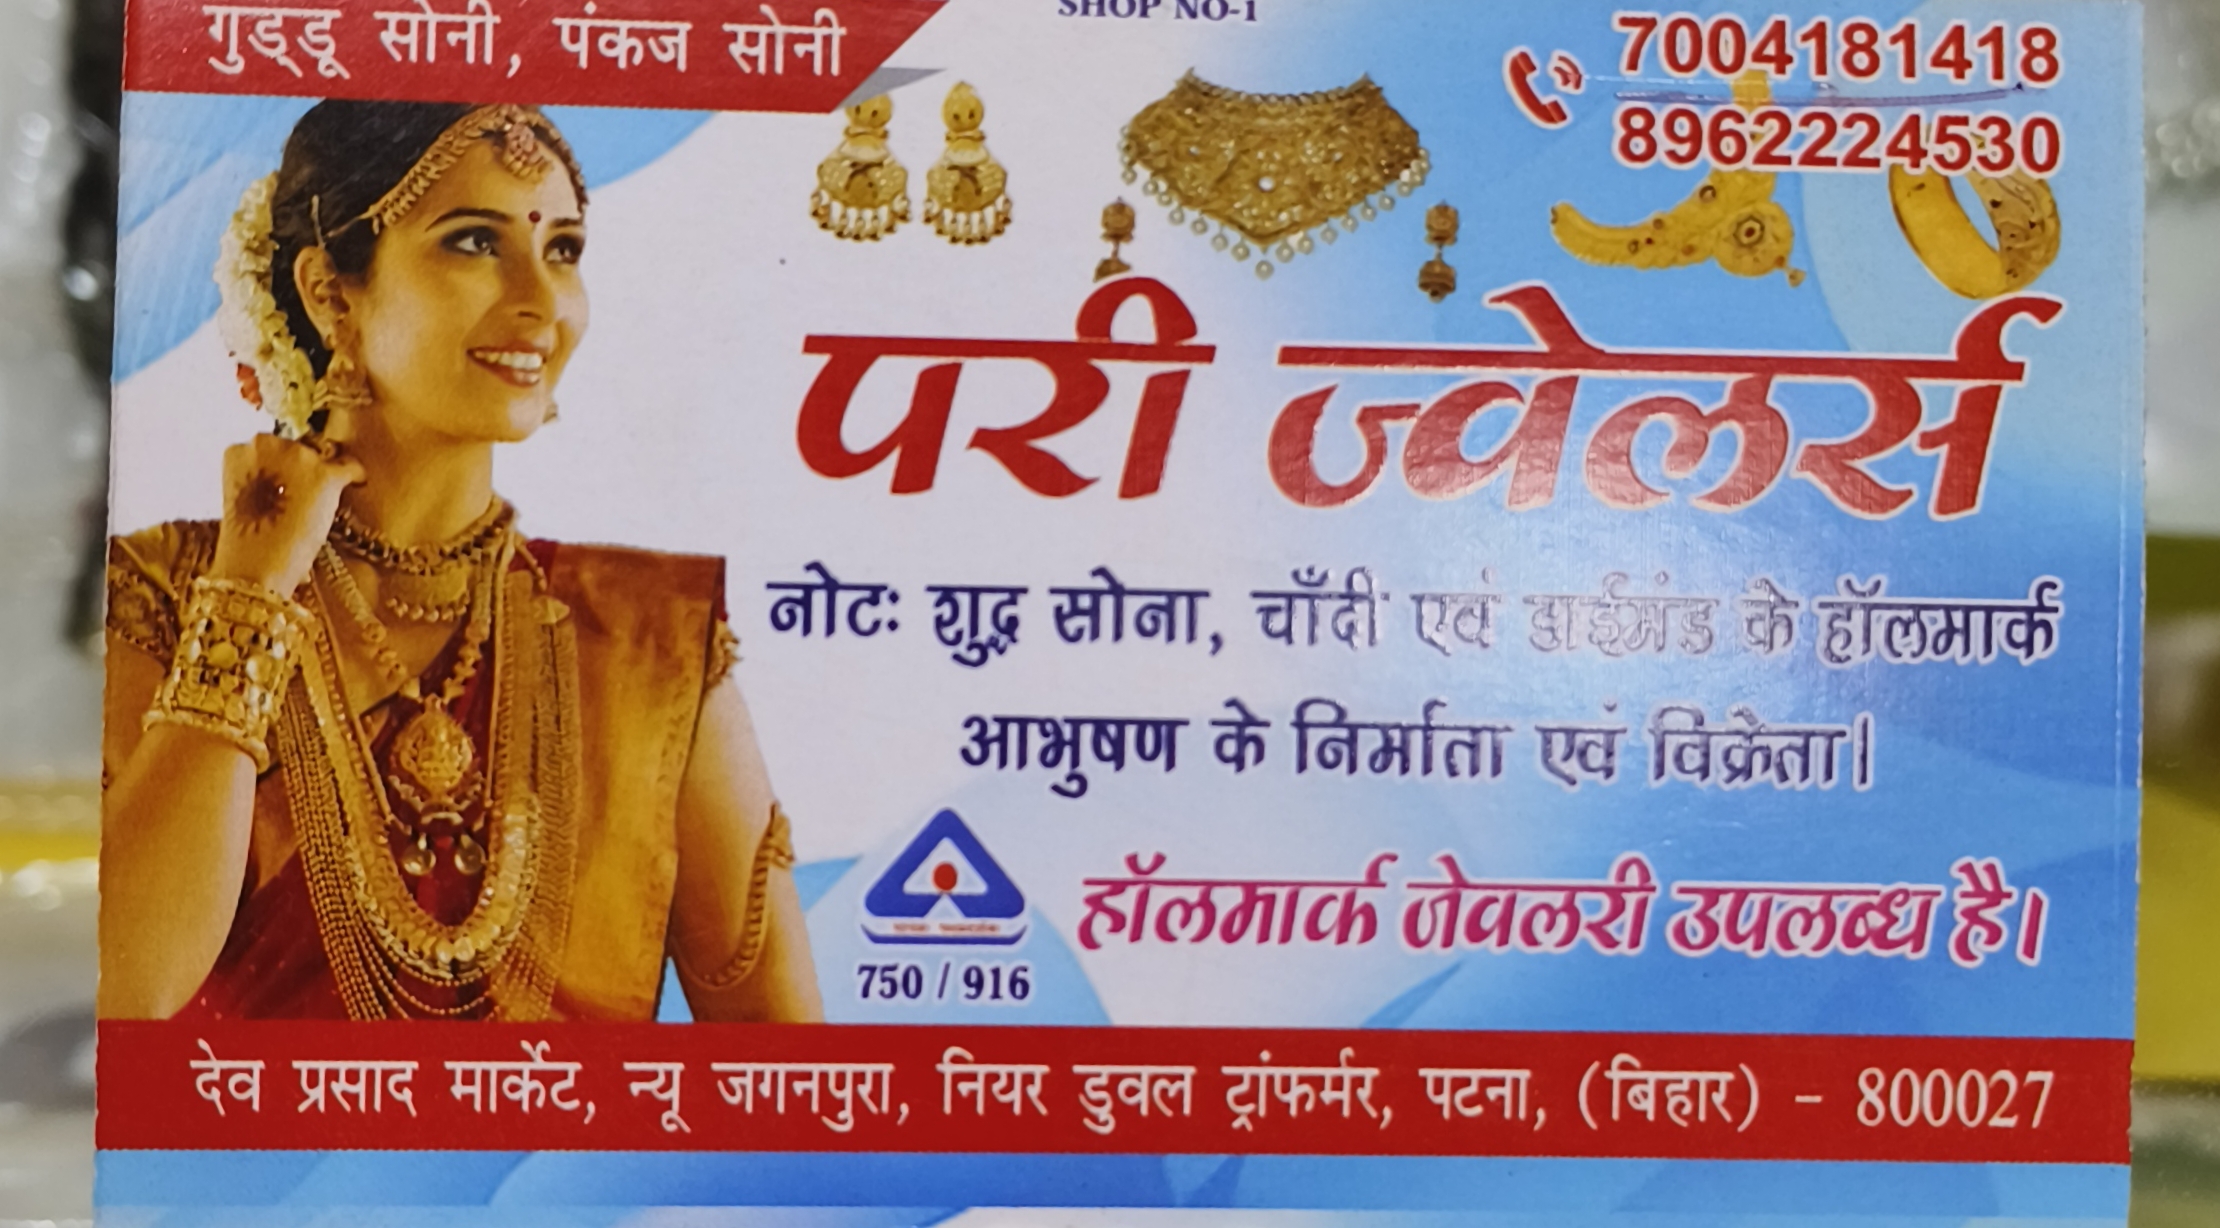 SHOP NO-1
गुड्डू सोनी, पंकज सोनी
7004181418
8962224530
परी ज्वेलर्स
नोटः शुद्ध सोना, चाँदी एवं डाईमंड के हॉलमार्क
आभुषण के निर्माता एवं विक्रेता।
हॉलमार्क जेवलरी उपलब्ध है।
750 / 916
देव प्रसाद मार्केट, न्यू जगनपुरा, नियर डुवल ट्रांफर्मर, पटना, (बिहार) - 800027